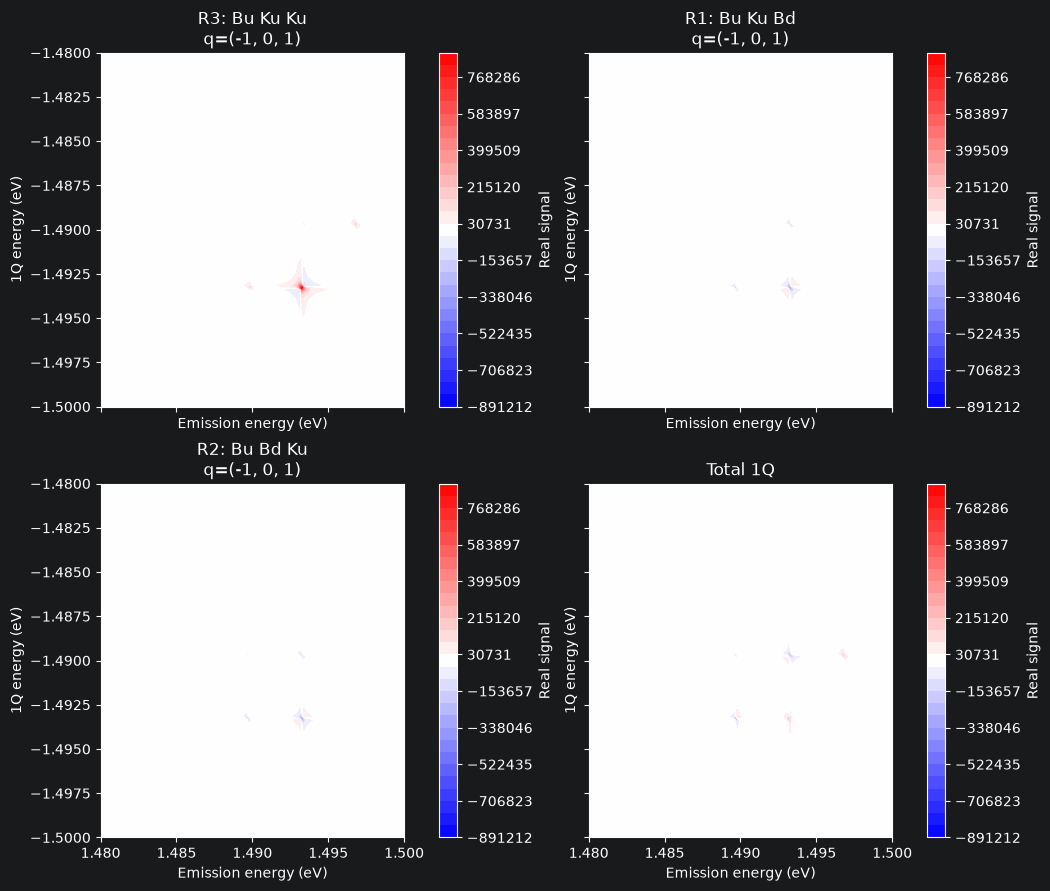 R3: Bu Ku Ku
q=(-1, 0, 1)
−1.4800
−1.4825
−1.4850
−1.4875
−1.4900
−1.4925
−1.4950
−1.4975
−1.5000
1Q energy (eV)
Emission energy (eV)
768286
583897
399509
215120
30731
−153657
−338046
−522435
−706823
−891212
Real signal
R1: Bu Ku Bd
q=(-1, 0, 1)
1Q energy (eV)
Emission energy (eV)
768286
583897
399509
215120
30731
−153657
−338046
−522435
−706823
−891212
Real signal
R2: Bu Bd Ku
q=(-1, 0, 1)
−1.4800
−1.4825
−1.4850
−1.4875
−1.4900
−1.4925
−1.4950
−1.4975
−1.5000
1Q energy (eV)
1.480 1.485 1.490 1.495 1.500
Emission energy (eV)
768286
583897
399509
215120
30731
−153657
−338046
−522435
−706823
−891212
Real signal
Total 1Q
1Q energy (eV)
1.480 1.485 1.490 1.495 1.500
Emission energy (eV)
768286
583897
399509
215120
30731
−153657
−338046
−522435
−706823
−891212
Real signal